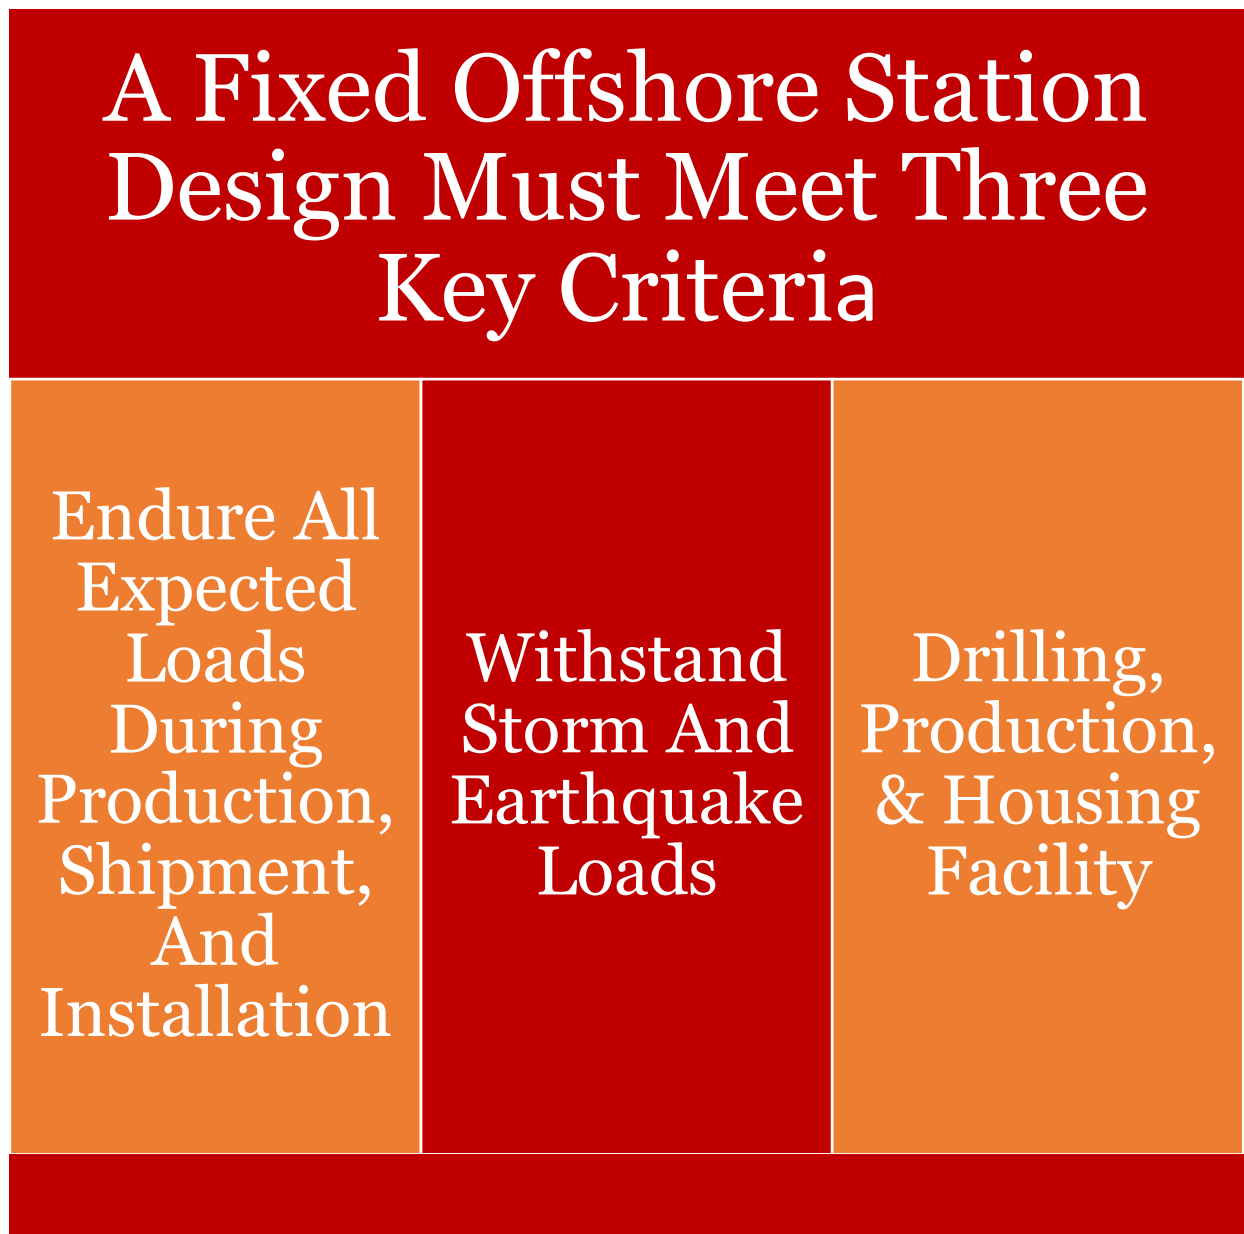 A Fixed Offshore Station
Design Must Meet Three
Key Criteria
Endure All
Expected
Loads
During
Production,
Shipment,
And
Installation
Withstand
Storm And
Earthquake
Loads
Drilling,
Production,
& Housing
Facility